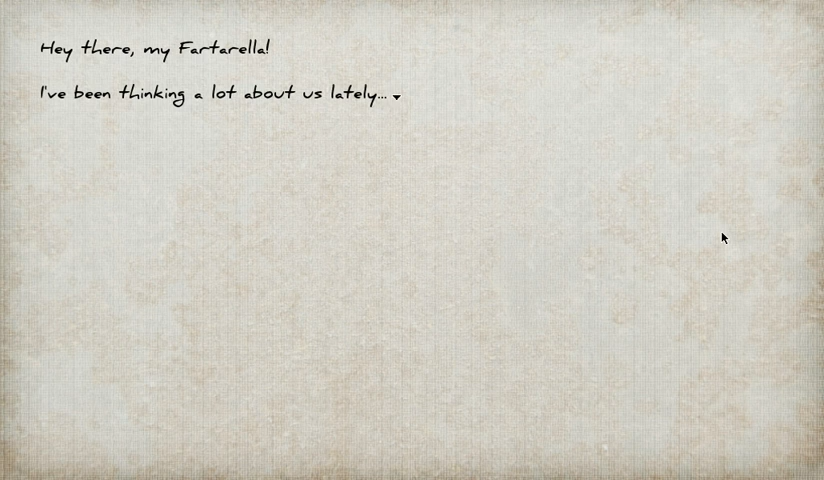 Hey there, my Fartarella!
I've been thinking a lot about us lately...